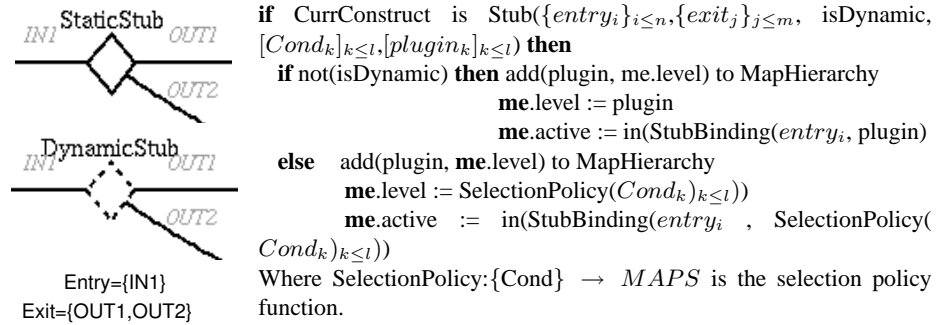 StaticStub
IN1 OUT1
OUT2
DynamicStub
IN1 OUT1
OUT2
Entry={IN1}
Exit={OUT1,OUT2}
if CurrConstruct is Stub({entry_i}_{i≤n},{exit_j}_{j≤m}, isDynamic,
[Cond_k]_{k≤l},[plugin_k]_{k≤l}) then
if not(isDynamic) then add(plugin, me.level) to MapHierarchy
me.level := plugin
me.active := in(StubBinding(entry_i, plugin)
else add(plugin, me.level) to MapHierarchy
me.level := SelectionPolicy(Cond_k)_{k≤l}))
me.active := in(StubBinding(entry_i , SelectionPolicy(
Cond_k)_{k≤l}))
Where SelectionPolicy:{Cond} → MAPS is the selection policy
function.